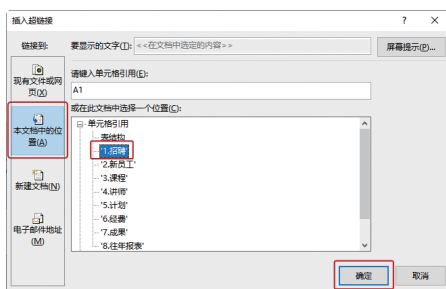 插入超链接
? ×
链接到:
要显示的文字(T): <<在文档中选定的内容>>
屏幕提示(P)...
现有文件或网页(X)
请键入单元格引用(E):
A1
或在此文档中选择一个位置(C):
本文档中的位置(A)
单元格引用
表结构
'1.招聘'
'2.新员工'
'3.课程'
'4.讲师'
'5.计划'
'6.经费'
'7.成果'
'8.往年报表'
新建文档(N)
电子邮件地址(M)
确定
取消